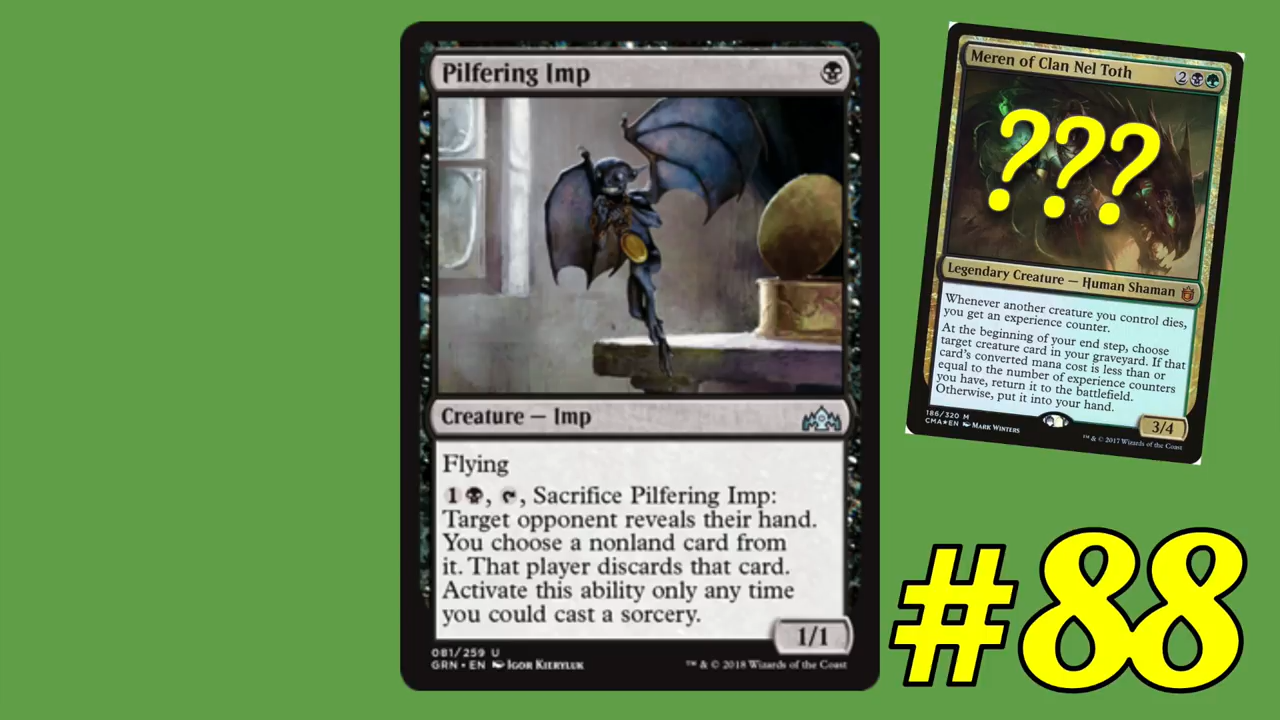 Pilfering Imp
Creature — Imp
Flying
1, , Sacrifice Pilfering Imp:
Target opponent reveals their hand.
You choose a nonland card from
it. That player discards that card.
Activate this ability only any time
you could cast a sorcery.
1/1
081/259 U
GRN • EN Igor Kieryluk
™ & © 2018 Wizards of the Coast
Meren of Clan Nel Toth
2
???
Legendary Creature — Human Shaman
Whenever another creature you control dies,
you get an experience counter.
At the beginning of your end step, choose
target creature card in your graveyard. If that
card's converted mana cost is less than or
equal to the number of experience counters
you have, return it to the battlefield.
Otherwise, put it into your hand.
3/4
186/320 M
CMA★EN Mark Winters
™ & © 2017 Wizards of the Coast
#88